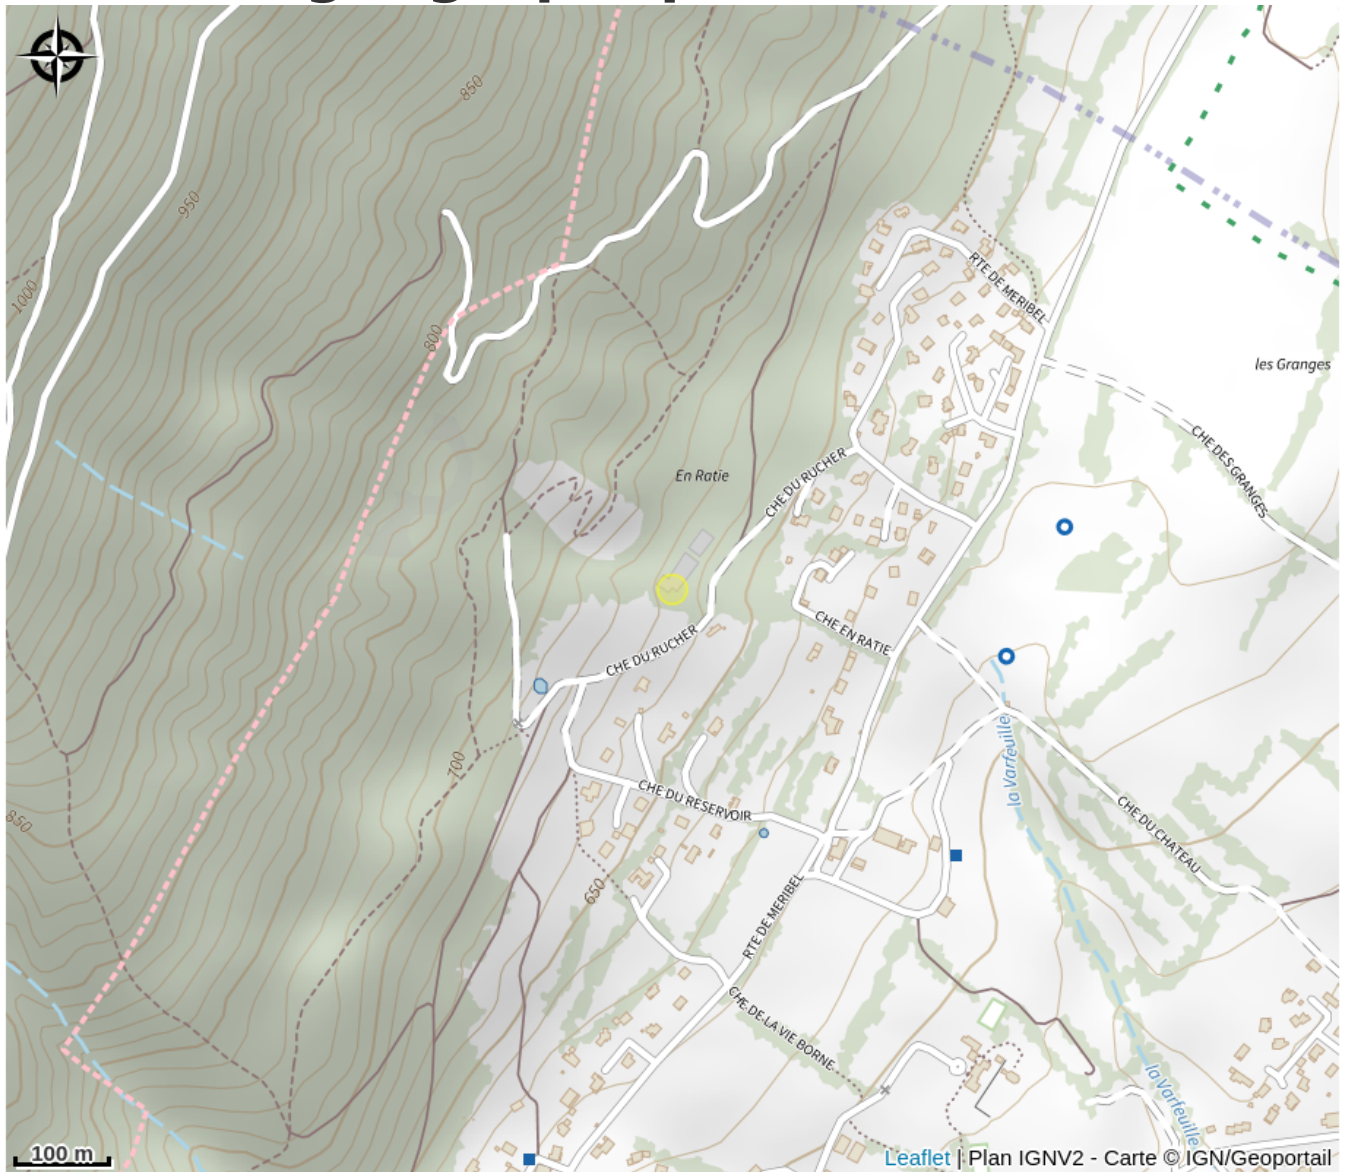 850
950
1000
800
RTE DE MERIBEL
les Granges
CHE DES GRANGES
CHE DU RUCHER
En Ratie
CHE EN RATIE
CHE DU RUCHER
la Varfeuille
700
CHE DU RESERVOIR
CHE DU CHATEAU
850
650
RTE DE MERIBEL
CHE DE LA VIE BORNE
la Varfeuille
100 m
Leaflet | Plan IGNV2 - Carte © IGN/Geoportail